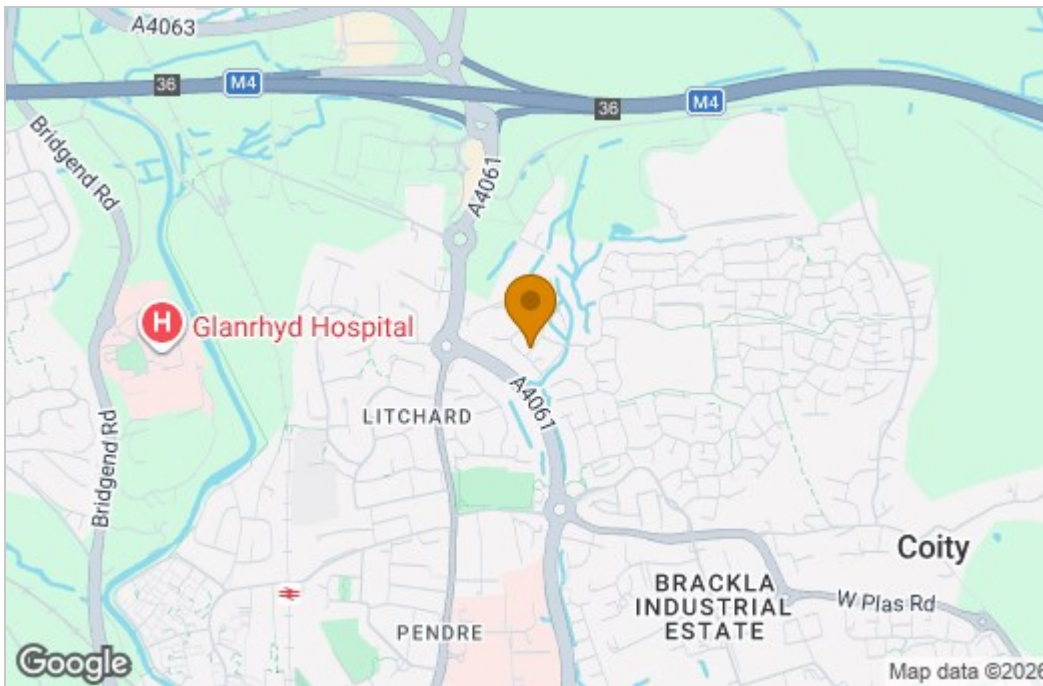 A4063
36
M4
36
M4
Bridgend Rd
A4061
H
Glanrhyd Hospital
A4061
LITCHARD
Bridgend Rd
Coity
BRACKLA
INDUSTRIAL
ESTATE
W Plas Rd
PENDRE
Google
Map data ©2026